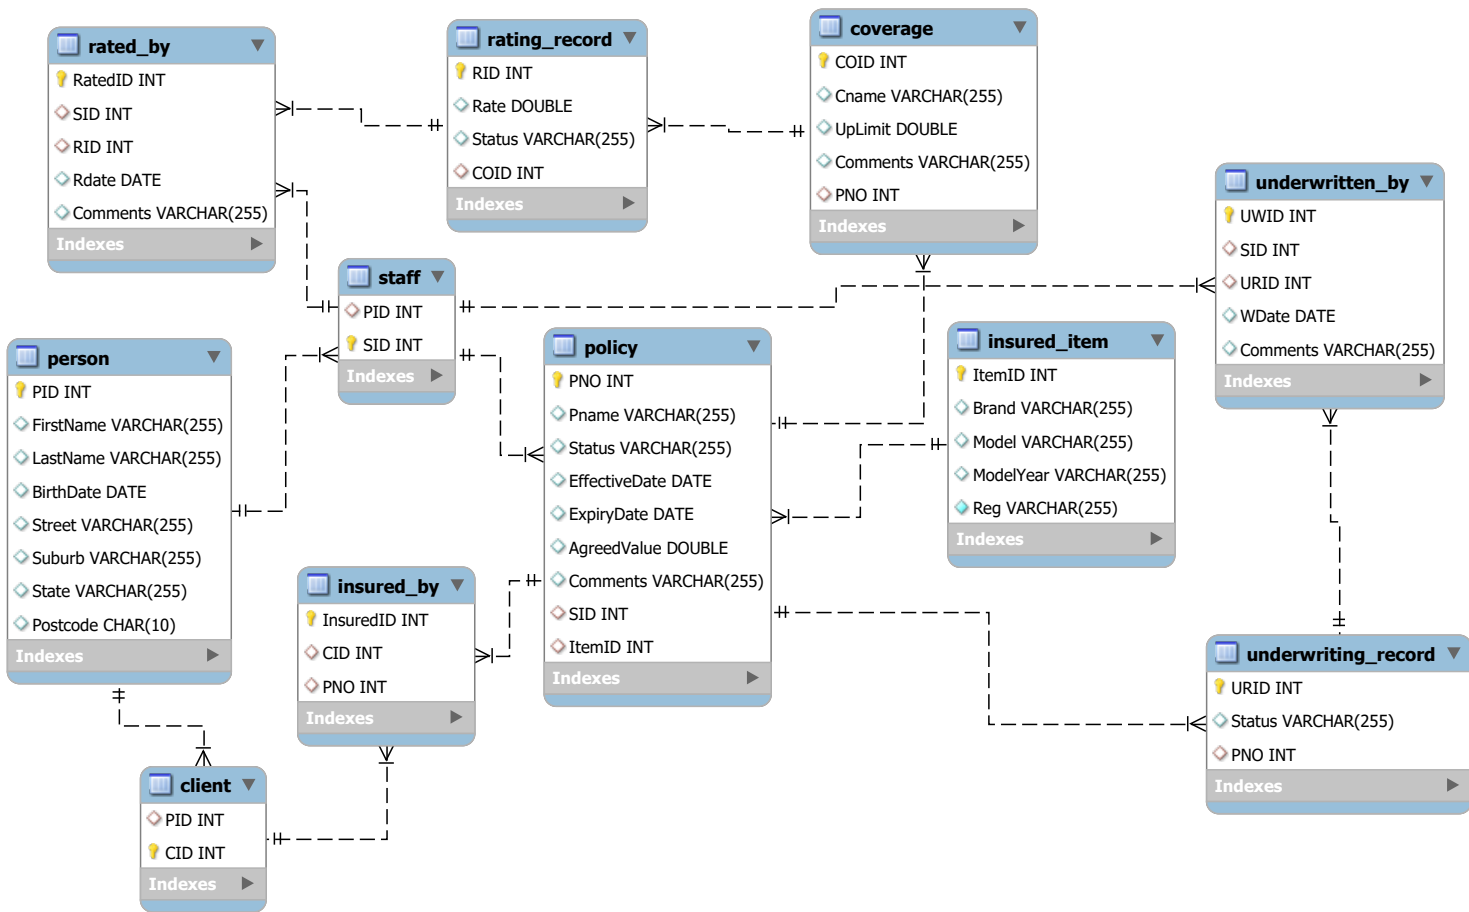 rated_by
RatedID INT
SID INT
RID INT
Rdate DATE
Comments VARCHAR(255)
Indexes
rating_record
RID INT
Rate DOUBLE
Status VARCHAR(255)
COID INT
Indexes
coverage
COID INT
Cname VARCHAR(255)
UpLimit DOUBLE
Comments VARCHAR(255)
PNO INT
Indexes
underwritten_by
UWID INT
SID INT
URID INT
WDate DATE
Comments VARCHAR(255)
Indexes
staff
PID INT
SID INT
Indexes
person
PID INT
FirstName VARCHAR(255)
LastName VARCHAR(255)
BirthDate DATE
Street VARCHAR(255)
Suburb VARCHAR(255)
State VARCHAR(255)
Postcode CHAR(10)
Indexes
policy
PNO INT
Pname VARCHAR(255)
Status VARCHAR(255)
EffectiveDate DATE
ExpiryDate DATE
AgreedValue DOUBLE
Comments VARCHAR(255)
SID INT
ItemID INT
Indexes
insured_item
ItemID INT
Brand VARCHAR(255)
Model VARCHAR(255)
ModelYear VARCHAR(255)
Reg VARCHAR(255)
Indexes
insured_by
InsuredID INT
CID INT
PNO INT
Indexes
underwriting_record
URID INT
Status VARCHAR(255)
PNO INT
Indexes
client
PID INT
CID INT
Indexes